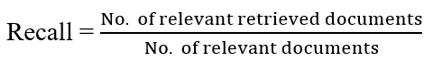 Recall = No. of relevant retrieved documents
No. of relevant documents